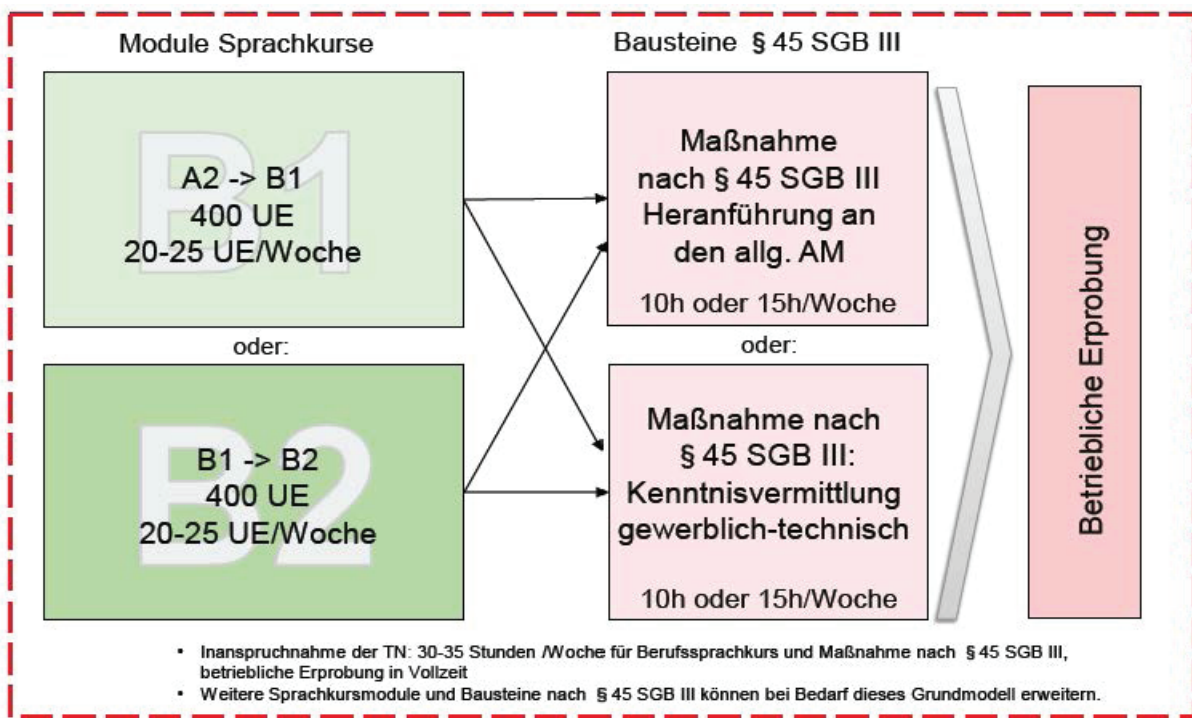 Module Sprachkurse
B1
A2 -> B1
400 UE
20-25 UE/Woche
oder:
B2
B1 -> B2
400 UE
20-25 UE/Woche
Bausteine § 45 SGB III
Maßnahme
nach § 45 SGB III
Heranführung an
den allg. AM
10h oder 15h/Woche
oder:
Maßnahme nach
§ 45 SGB III:
Kenntnisvermittlung
gewerblich-technisch
10h oder 15h/Woche
Betriebliche Erprobung
• Inanspruchnahme der TN: 30-35 Stunden /Woche für Berufssprachkurs und Maßnahme nach § 45 SGB III,
betriebliche Erprobung in Vollzeit
• Weitere Sprachkursmodule und Bausteine nach § 45 SGB III können bei Bedarf dieses Grundmodell erweitern.